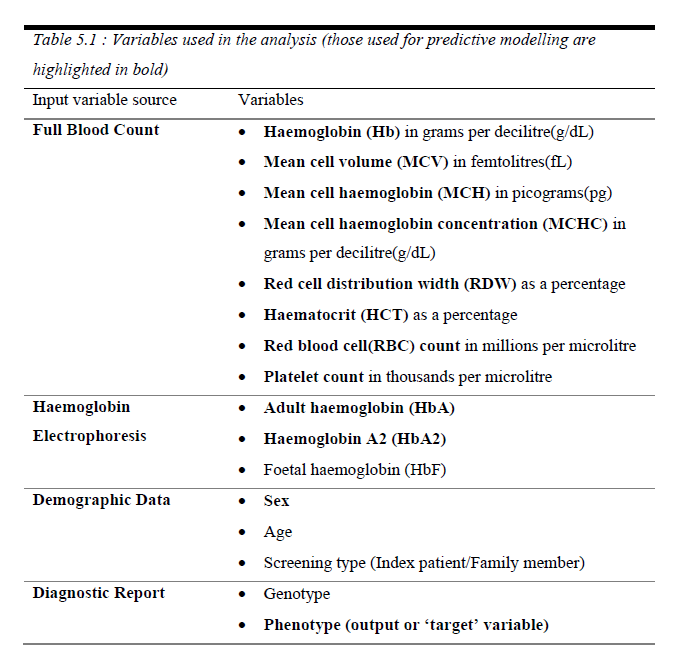 Table 5.1 : Variables used in the analysis (those used for predictive modelling are
highlighted in bold)
Input variable source Variables
Full Blood Count
• Haemoglobin (Hb) in grams per decilitre(g/dL)
• Mean cell volume (MCV) in femtolitres(fL)
• Mean cell haemoglobin (MCH) in picograms(pg)
• Mean cell haemoglobin concentration (MCHC) in
grams per decilitre(g/dL)
• Red cell distribution width (RDW) as a percentage
• Haematocrit (HCT) as a percentage
• Red blood cell(RBC) count in millions per microlitre
• Platelet count in thousands per microlitre
Haemoglobin
Electrophoresis
• Adult haemoglobin (HbA)
• Haemoglobin A2 (HbA2)
• Foetal haemoglobin (HbF)
Demographic Data
• Sex
• Age
• Screening type (Index patient/Family member)
Diagnostic Report
• Genotype
• Phenotype (output or ‘target’ variable)